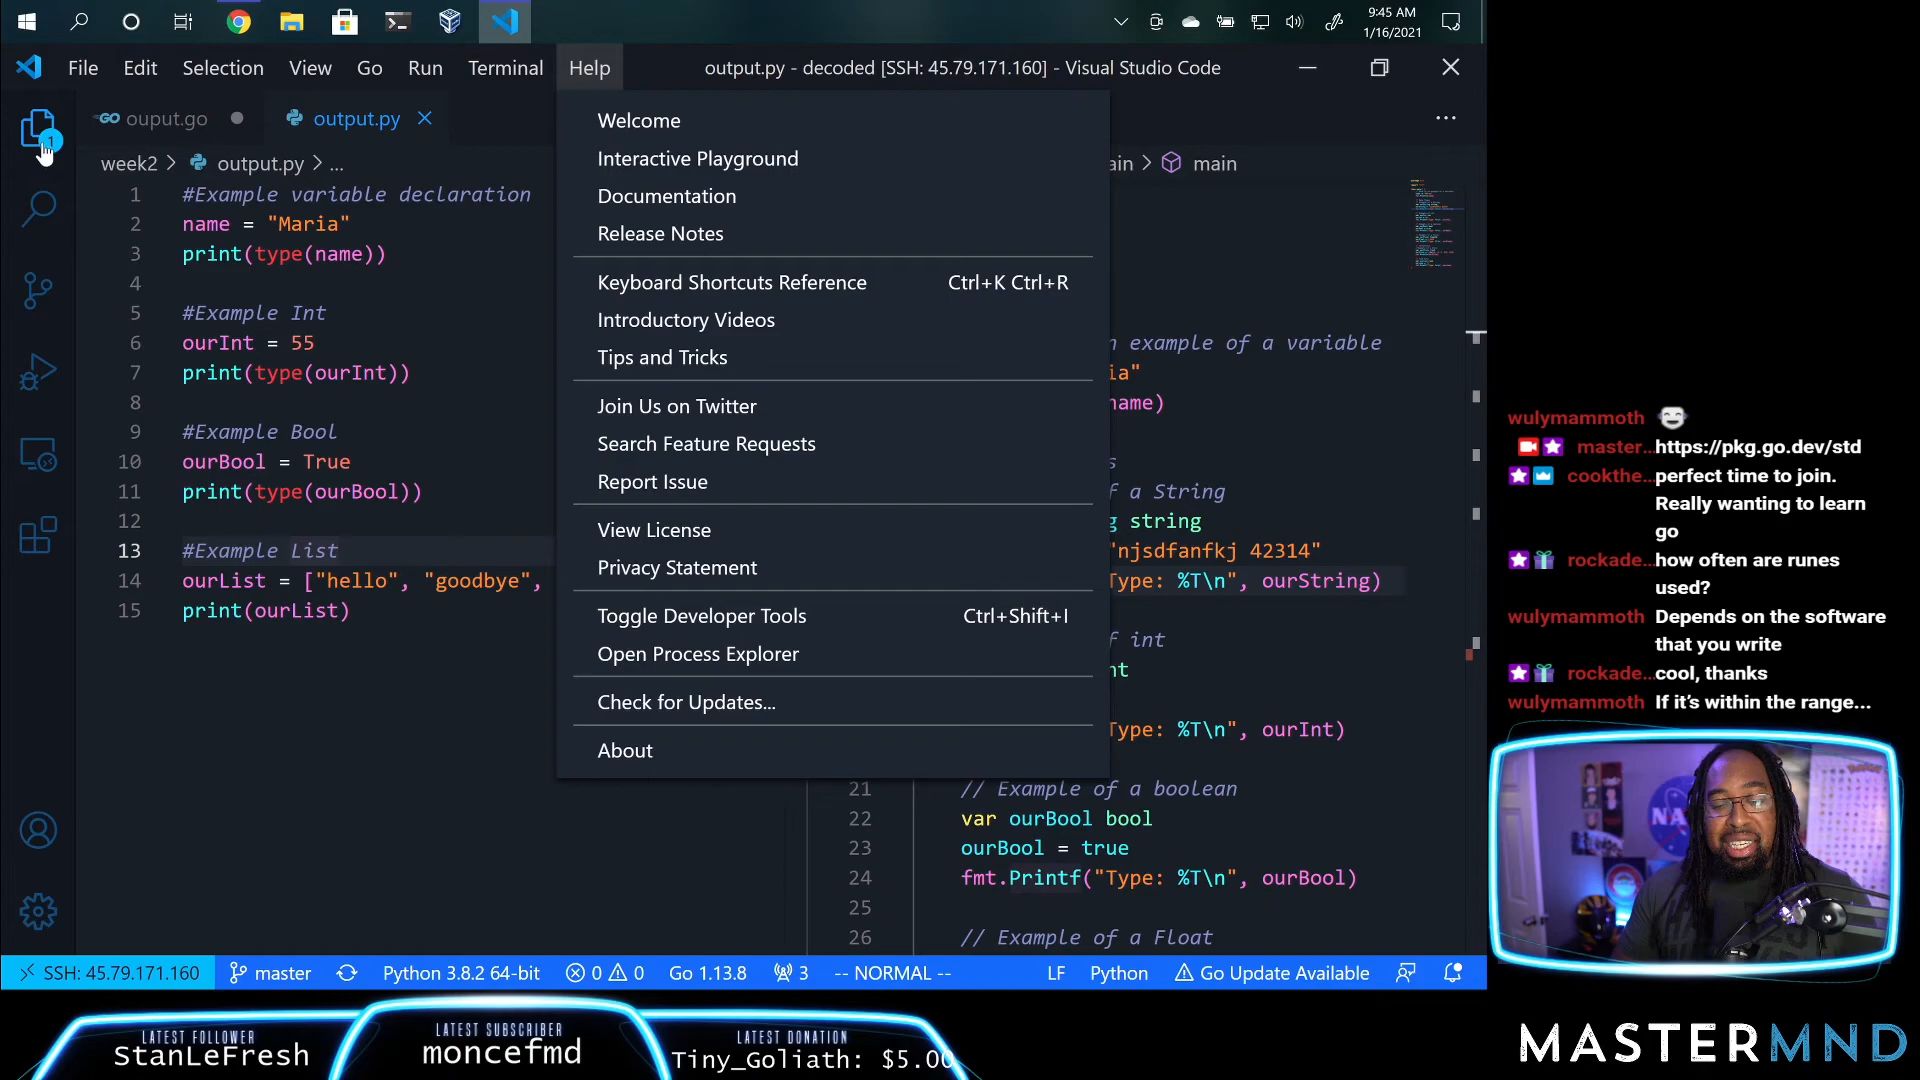 9:45 AM
1/16/2021
File Edit Selection View Go Run Terminal Help output.py - decoded [SSH: 45.79.171.160] - Visual Studio Code
ouput.go output.py
week2 > output.py > ...
1 #Example variable declaration
2 name = "Maria"
3 print(type(name))
4
5 #Example Int
6 ourInt = 55
7 print(type(ourInt))
8
9 #Example Bool
10 ourBool = True
11 print(type(ourBool))
12
13 #Example List
14 ourList = ["hello", "goodbye",
15 print(ourList)
Welcome
Interactive Playground
Documentation
Release Notes
Keyboard Shortcuts Reference Ctrl+K Ctrl+R
Introductory Videos
Tips and Tricks
Join Us on Twitter
Search Feature Requests
Report Issue
View License
Privacy Statement
Toggle Developer Tools Ctrl+Shift+I
Open Process Explorer
Check for Updates...
About
ain > main
n example of a variable
ia"
name)
s
f a String
g string
"njsdfanfkj 42314"
Type: %T\n", ourString)
f int
nt
Type: %T\n", ourInt)
21 // Example of a boolean
22 var ourBool bool
23 ourBool = true
24 fmt.Printf("Type: %T\n", ourBool)
25
26 // Example of a Float
SSH: 45.79.171.160 master Python 3.8.2 64-bit 0 0 Go 1.13.8 3 -- NORMAL -- LF Python Go Update Available
wulymammoth
master... https://pkg.go.dev/std
cookthe... perfect time to join.
Really wanting to learn
go
rockade... how often are runes
used?
wulymammoth Depends on the software
that you write
rockade... cool, thanks
wulymammoth If it's within the range...
LATEST FOLLOWER
StanLeFresh
LATEST SUBSCRIBER
moncefmd
LATEST DONATION
Tiny_Goliath: $5.00
MASTERMND